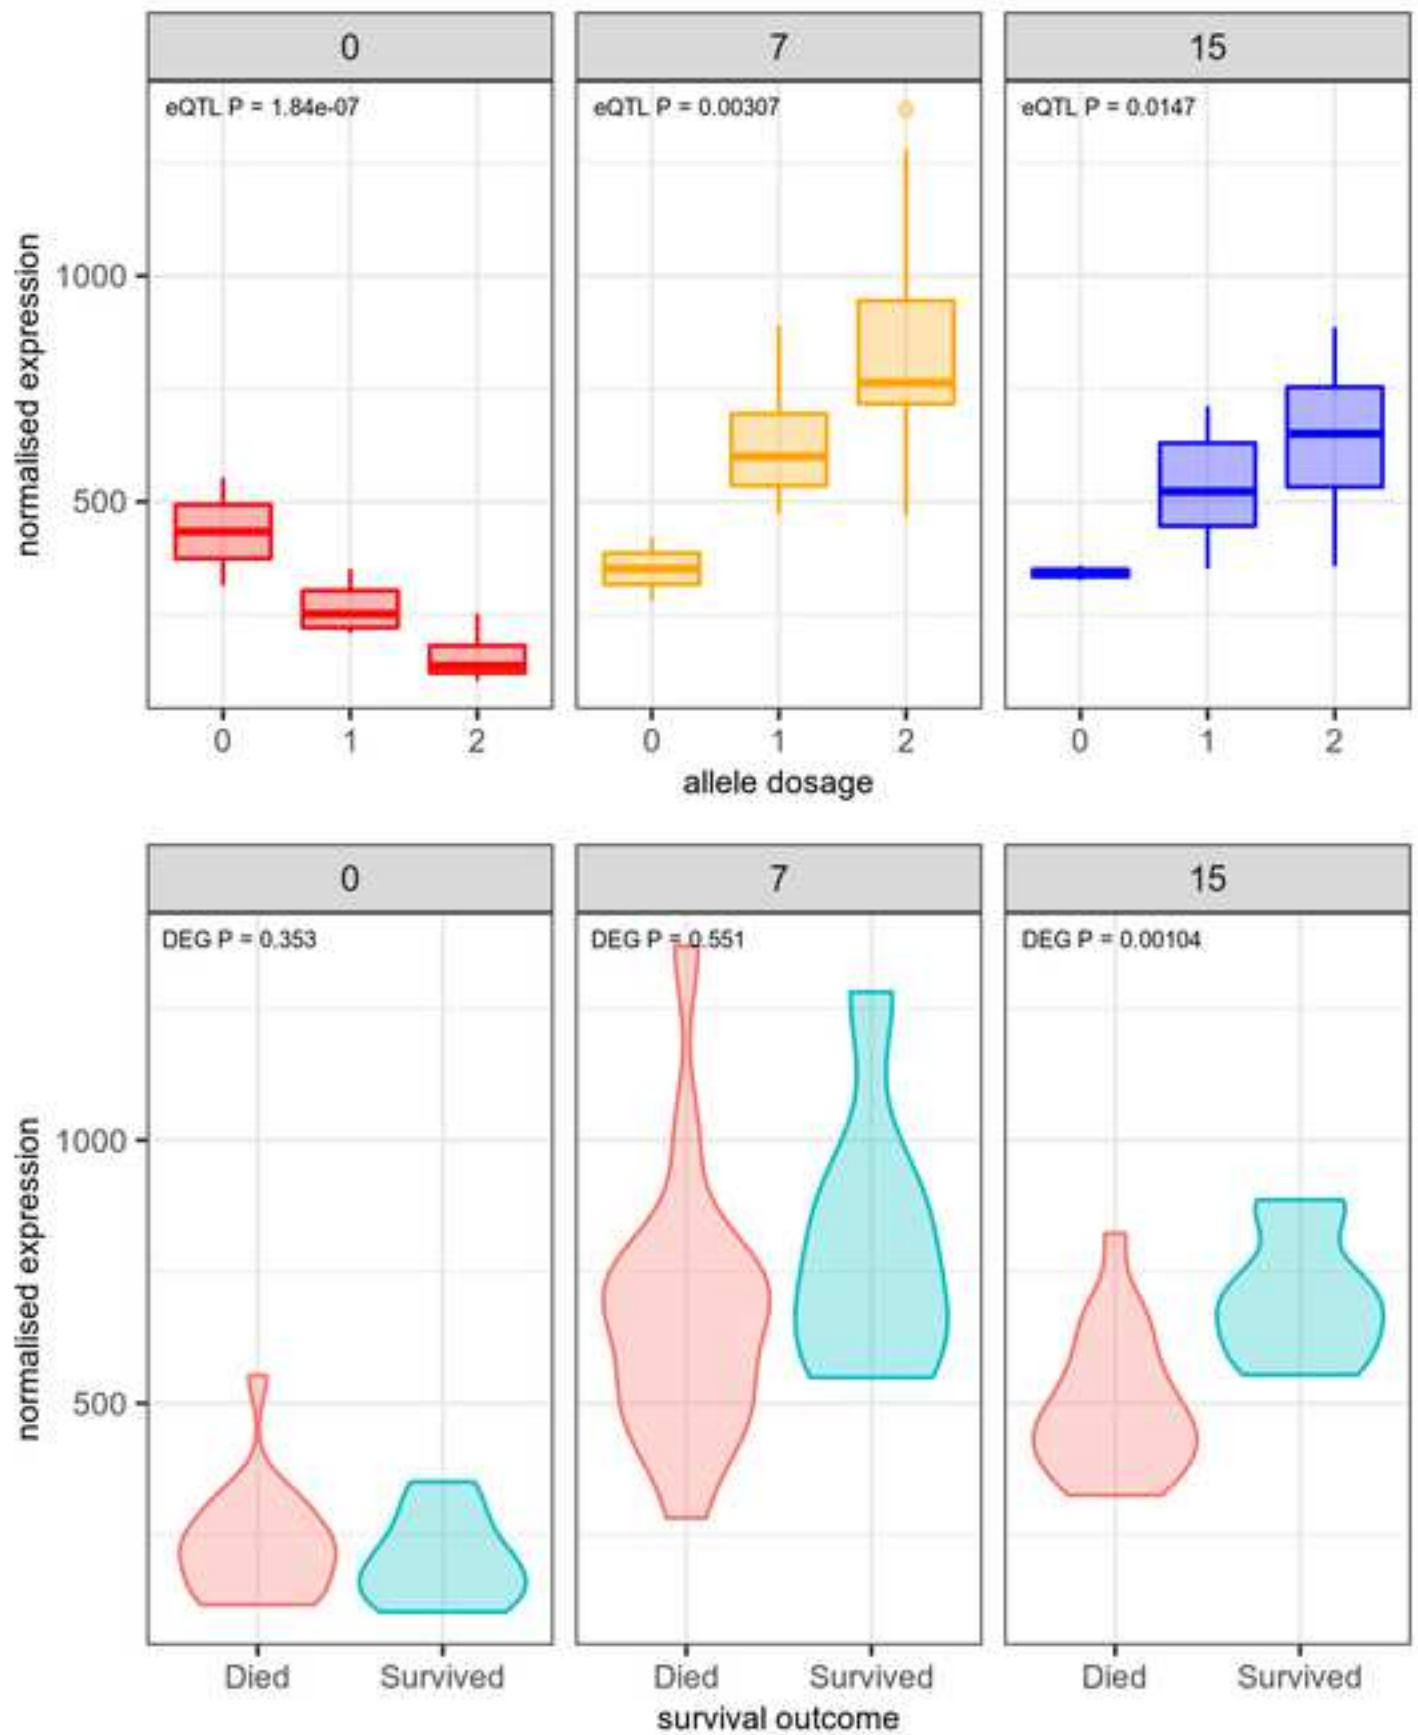 0 7 15
eQTL P = 1.84e-07 eQTL P = 0.00307 eQTL P = 0.0147
normalised expression
1000
500
0 1 2 0 1 2 0 1 2
allele dosage
0 7 15
DEG P = 0.353 DEG P = 0.551 DEG P = 0.00104
normalised expression
1000
500
Died Survived Died Survived Died Survived
survival outcome